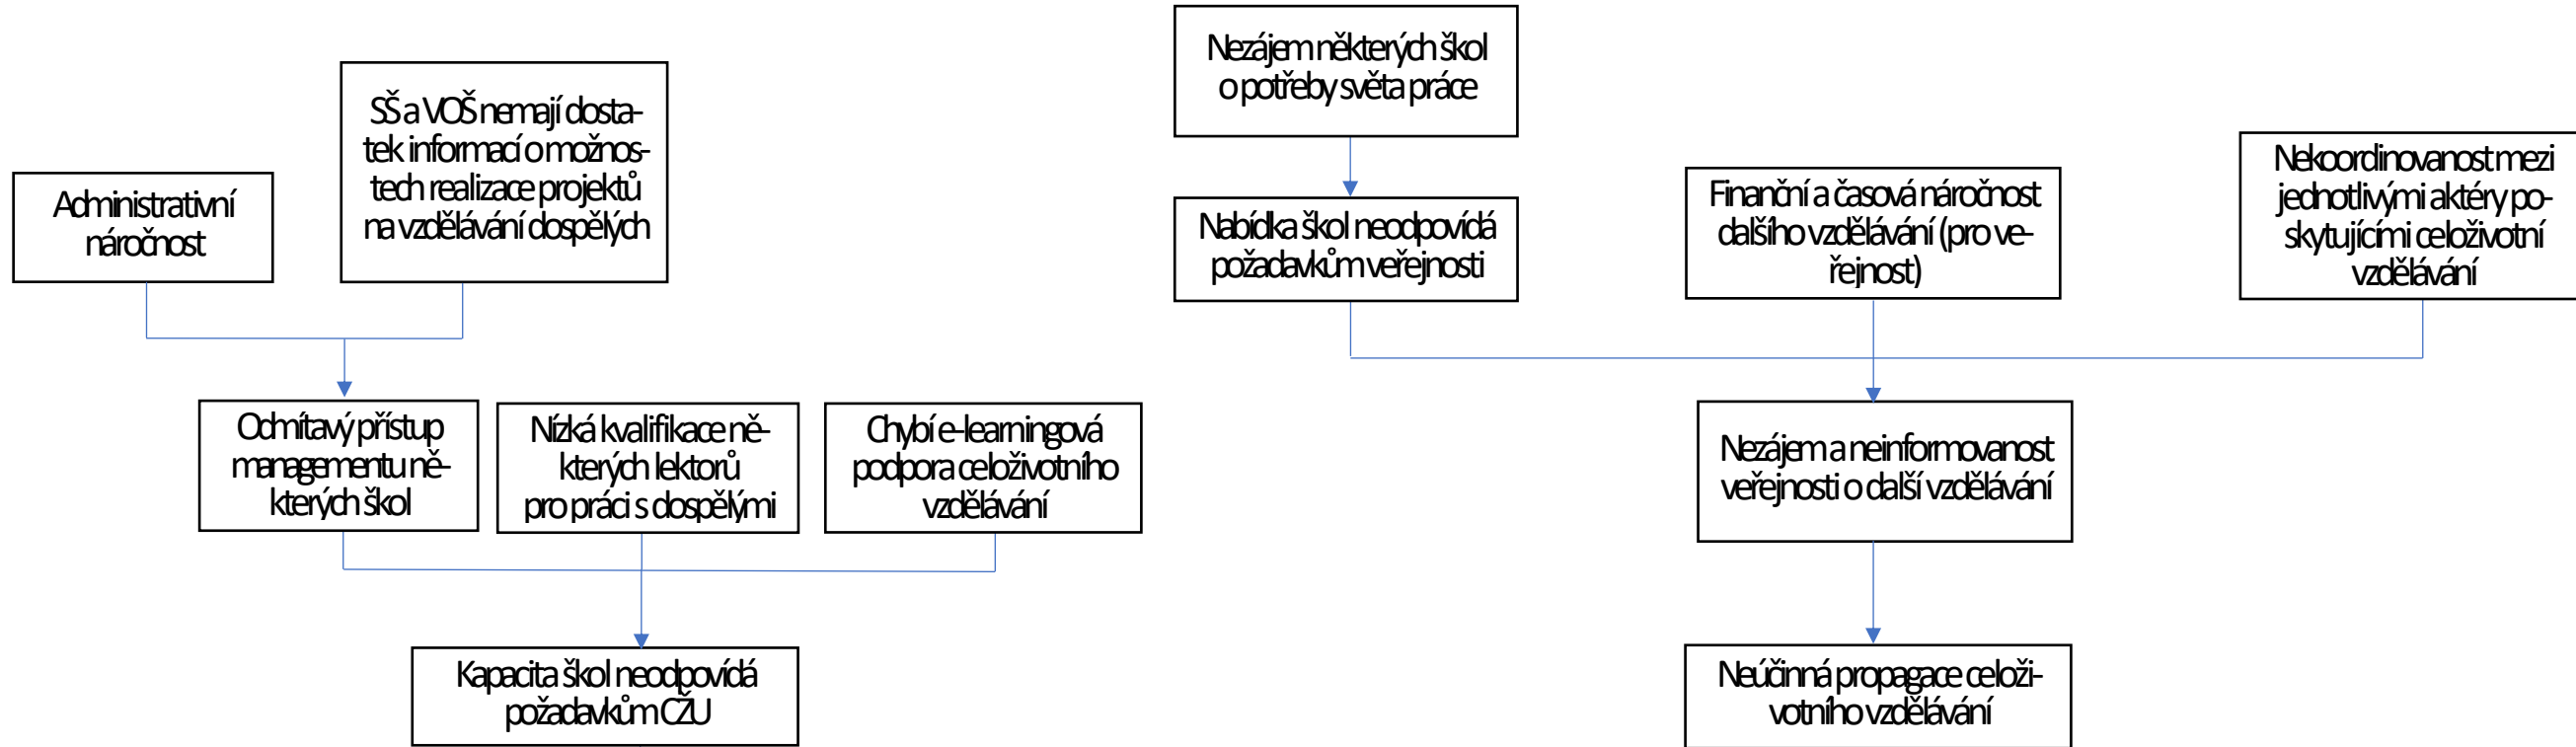 Nezájem některých škol
o potřeby světa práce
SŠ a VOŠ nemají dosta-
tek informací o možnos-
tech realizace projektů
na vzdělávání dospělých
Administrativní
náročnost
Nabídka škol neodpovídá
požadavkům veřejnosti
Finanční a časová náročnost
dalšího vzdělávání (pro ve-
řejnost)
Nekoordinovanost mezi
jednotlivými aktéry po-
skytujícími celoživotní
vzdělávání
Odmítavý přístup
managementu ně-
kterých škol
Nízká kvalifikace ně-
kterých lektorů
pro práci s dospělými
Chybí e-learningová
podpora celoživotního
vzdělávání
Nezájem a neinformovanost
veřejnosti o další vzdělávání
Kapacita škol neodpovídá
požadavkům CŽU
Neúčinná propagace celoži-
votního vzdělávání